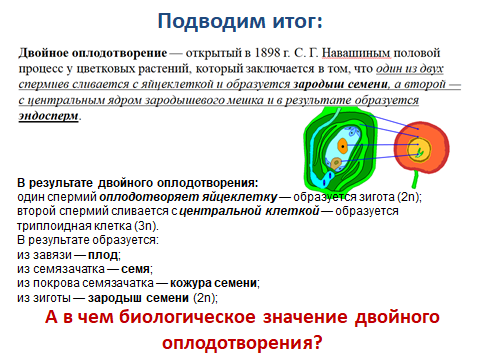 Подводим итог:
Двойное оплодотворение — открытый в 1898 г. С. Г. Навашиным половой
процесс у цветковых растений, который заключается в том, что один из двух
спермиев сливается с яйцеклеткой и образуется зародыш семени, а второй —
с центральным ядром зародышевого мешка и в результате образуется
эндосперм.
В результате двойного оплодотворения:
один спермий оплодотворяет яйцеклетку — образуется зигота (2n);
второй спермий сливается с центральной клеткой — образуется
триплоидная клетка (3n).
В результате образуется:
из завязи — плод;
из семязачатка — семя;
из покрова семязачатка — кожура семени;
из зиготы — зародыш семени (2n);
А в чем биологическое значение двойного
оплодотворения?